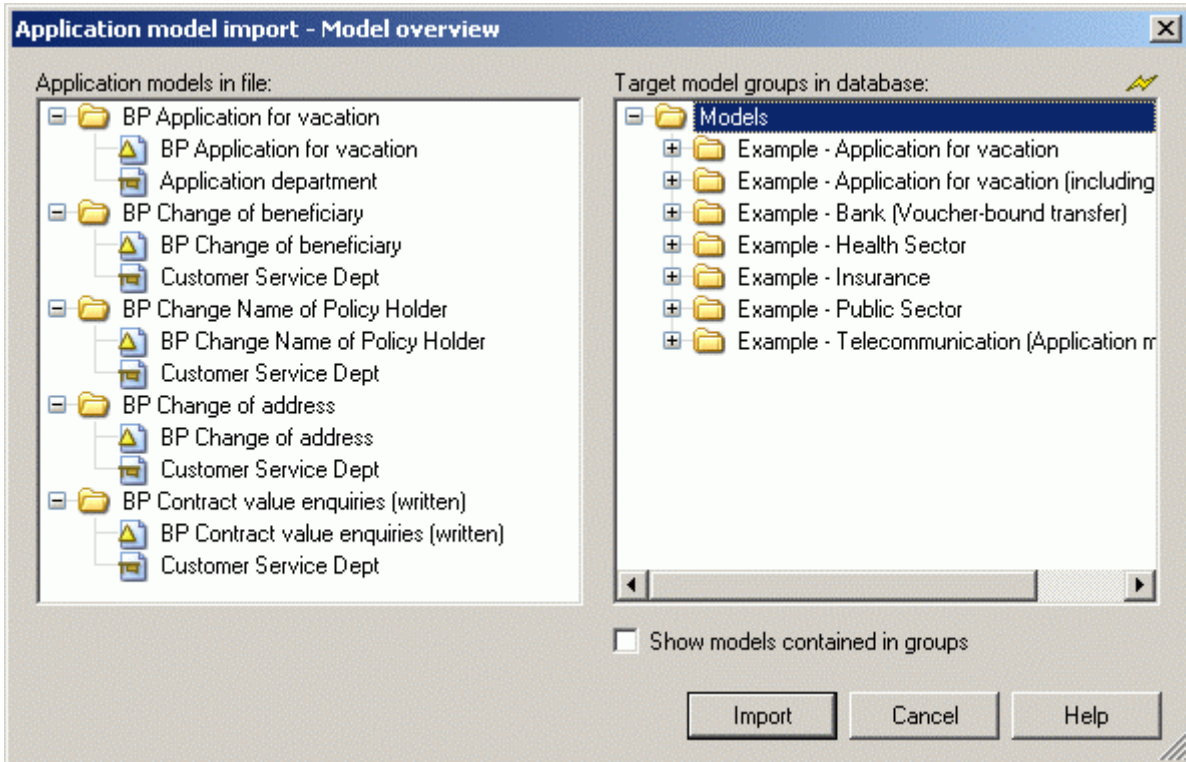 Application model import - Model overview
Application models in file:
BP Application for vacation
BP Application for vacation
Application department
BP Change of beneficiary
BP Change of beneficiary
Customer Service Dept
BP Change Name of Policy Holder
BP Change Name of Policy Holder
Customer Service Dept
BP Change of address
BP Change of address
Customer Service Dept
BP Contract value enquiries (written)
BP Contract value enquiries (written)
Customer Service Dept
Target model groups in database:
Models
Example - Application for vacation
Example - Application for vacation (including
Example - Bank (Voucher-bound transfer)
Example - Health Sector
Example - Insurance
Example - Public Sector
Example - Telecommunication (Application m
Show models contained in groups
Import
Cancel
Help